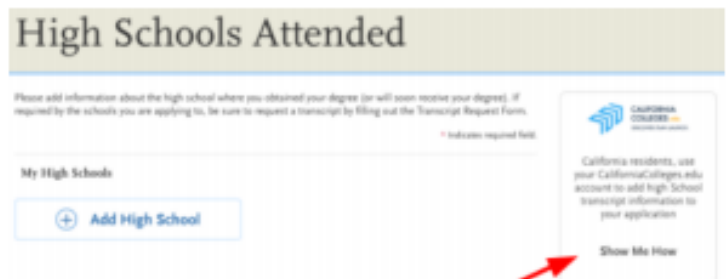 High Schools Attended
Please add information about the high school where you obtained your degree (or will soon receive your degree). If
required by the schools you are applying to, be sure to request a transcript by filling out the Transcript Request Form.
* Indicates required field.
My High Schools
Add High School
CALIFORNIA
COLLEGES
California residents, use
your CaliforniaColleges.edu
account to add high School
transcript information to
your application
Show Me How